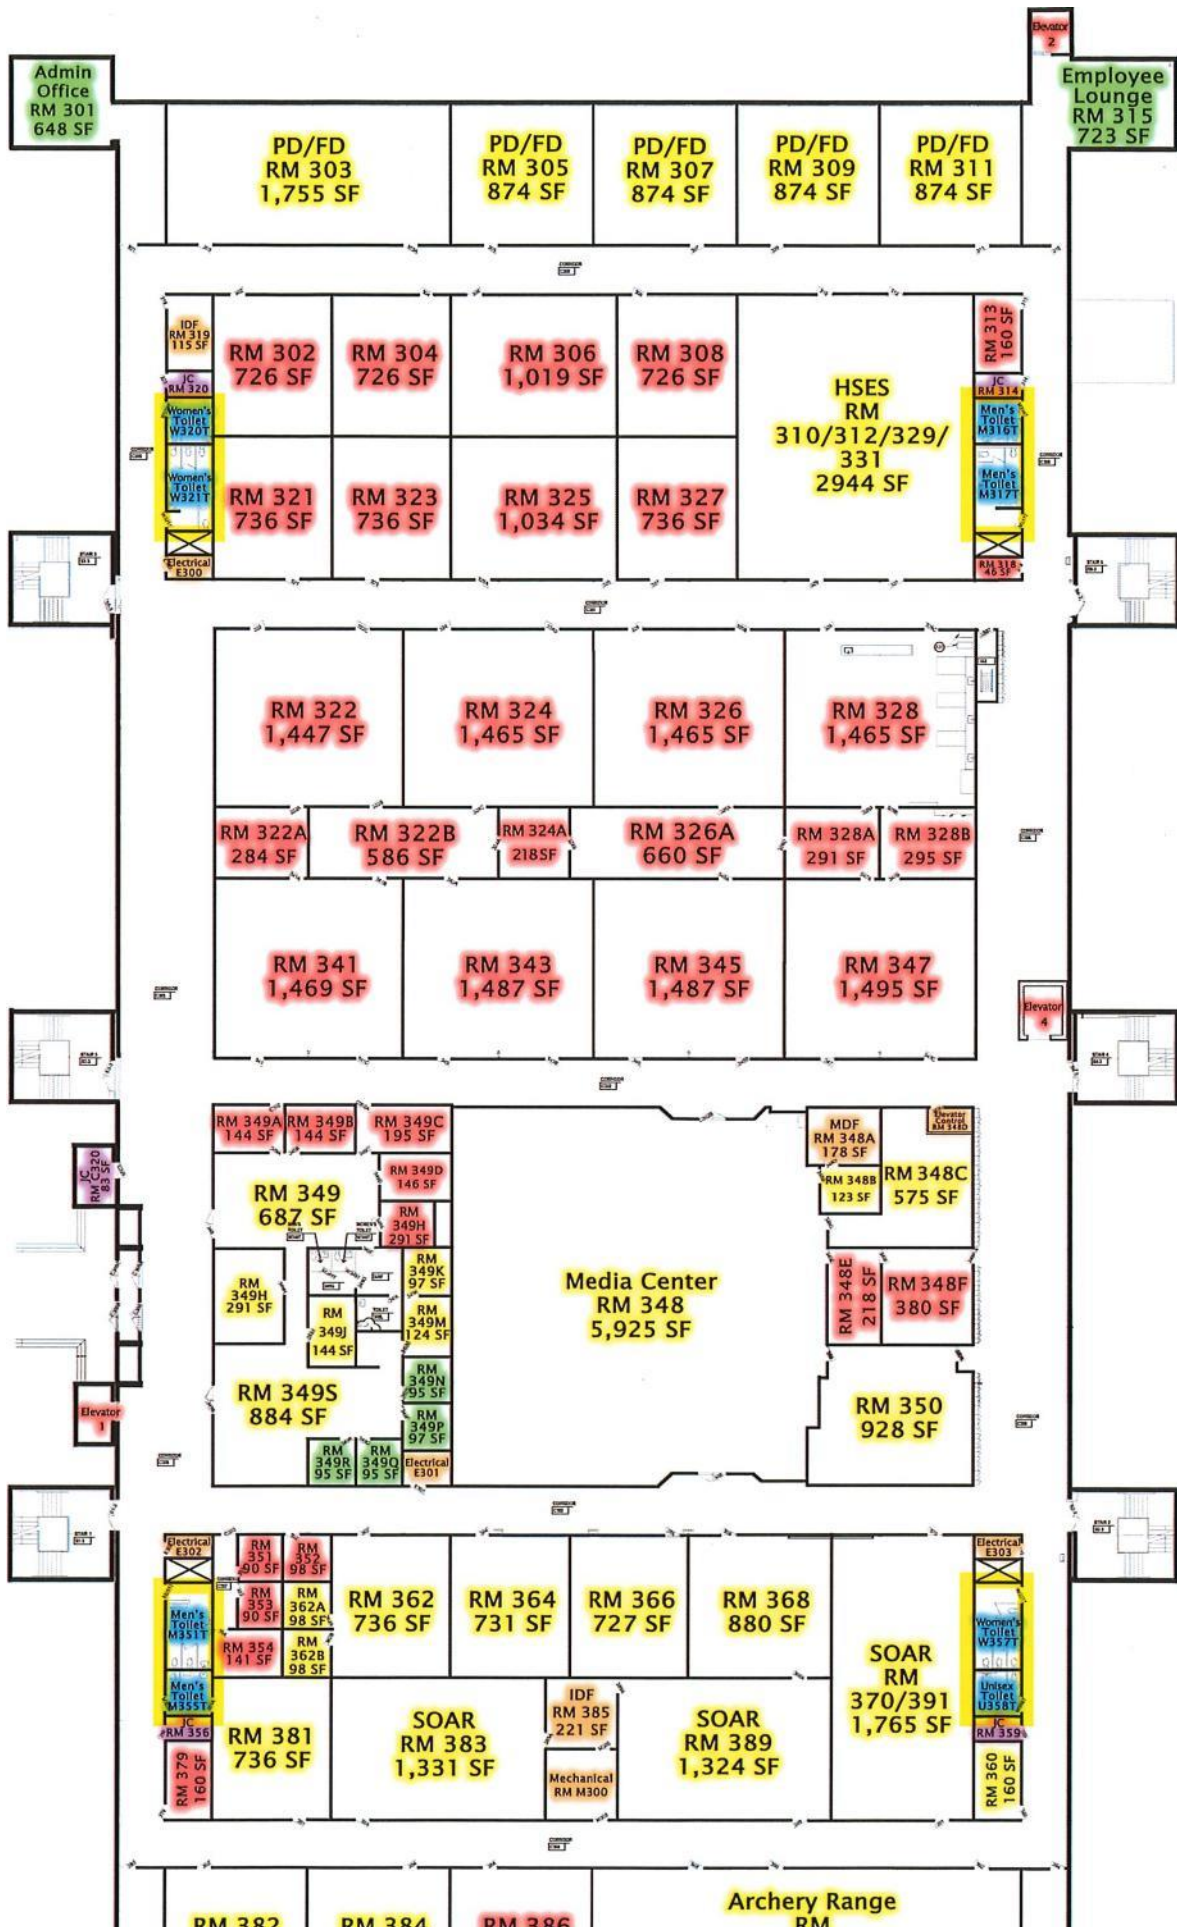 Elevator
2
Admin
Office
RM 301
648 SF
Employee
Lounge
RM 315
723 SF
PD/FD
RM 303
1,755 SF
PD/FD
RM 305
874 SF
PD/FD
RM 307
874 SF
PD/FD
RM 309
874 SF
PD/FD
RM 311
874 SF
CORRIDOR
IDF
RM 319
115 SF
JC
RM 320
Women's
Toilet
W320T
Women's
Toilet
W321T
Electrical
E300
RM 302
726 SF
RM 304
726 SF
RM 306
1,019 SF
RM 308
726 SF
HSES
RM
310/312/329/
331
2944 SF
RM 313
160 SF
JC
RM 314
Men's
Toilet
M316T
Men's
Toilet
M317T
RM 318
46 SF
RM 321
736 SF
RM 323
736 SF
RM 325
1,034 SF
RM 327
736 SF
CORRIDOR
RM 322
1,447 SF
RM 324
1,465 SF
RM 326
1,465 SF
RM 328
1,465 SF
RM 322A
284 SF
RM 322B
586 SF
RM 324A
218SF
RM 326A
660 SF
RM 328A
291 SF
RM 328B
295 SF
RM 341
1,469 SF
RM 343
1,487 SF
RM 345
1,487 SF
RM 347
1,495 SF
Elevator
4
CORRIDOR
JC
RM C320
83 SF
RM 349A
144 SF
RM 349B
144 SF
RM 349C
195 SF
RM 349D
146 SF
RM 349
687 SF
RM
349H
291 SF
RM
349H
291 SF
RM
349K
97 SF
RM
349J
144 SF
RM
349M
124 SF
RM
349N
95 SF
RM 349S
884 SF
RM
349P
97 SF
RM
349R
95 SF
RM
349Q
95 SF
Electrical
E301
Media Center
RM 348
5,925 SF
MDF
RM 348A
178 SF
RM 348B
123 SF
Elevator
Control
RM 348D
RM 348C
575 SF
RM 348E
218 SF
RM 348F
380 SF
RM 350
928 SF
Elevator
1
CORRIDOR
Electrical
E302
Men's
Toilet
M351T
Men's
Toilet
M355T
JC
RM 356
RM 379
160 SF
RM
351
90 SF
RM
352
98 SF
RM
353
90 SF
RM
362A
98 SF
RM 354
141 SF
RM
362B
98 SF
RM 362
736 SF
RM 364
731 SF
RM 366
727 SF
RM 368
880 SF
SOAR
RM
370/391
1,765 SF
Electrical
E303
Women's
Toilet
W357T
Unisex
Toilet
U358T
JC
RM 359
RM 360
160 SF
RM 381
736 SF
SOAR
RM 383
1,331 SF
IDF
RM 385
221 SF
Mechanical
RM M300
SOAR
RM 389
1,324 SF
CORRIDOR
RM 382
RM 384
RM 386
Archery Range
RM